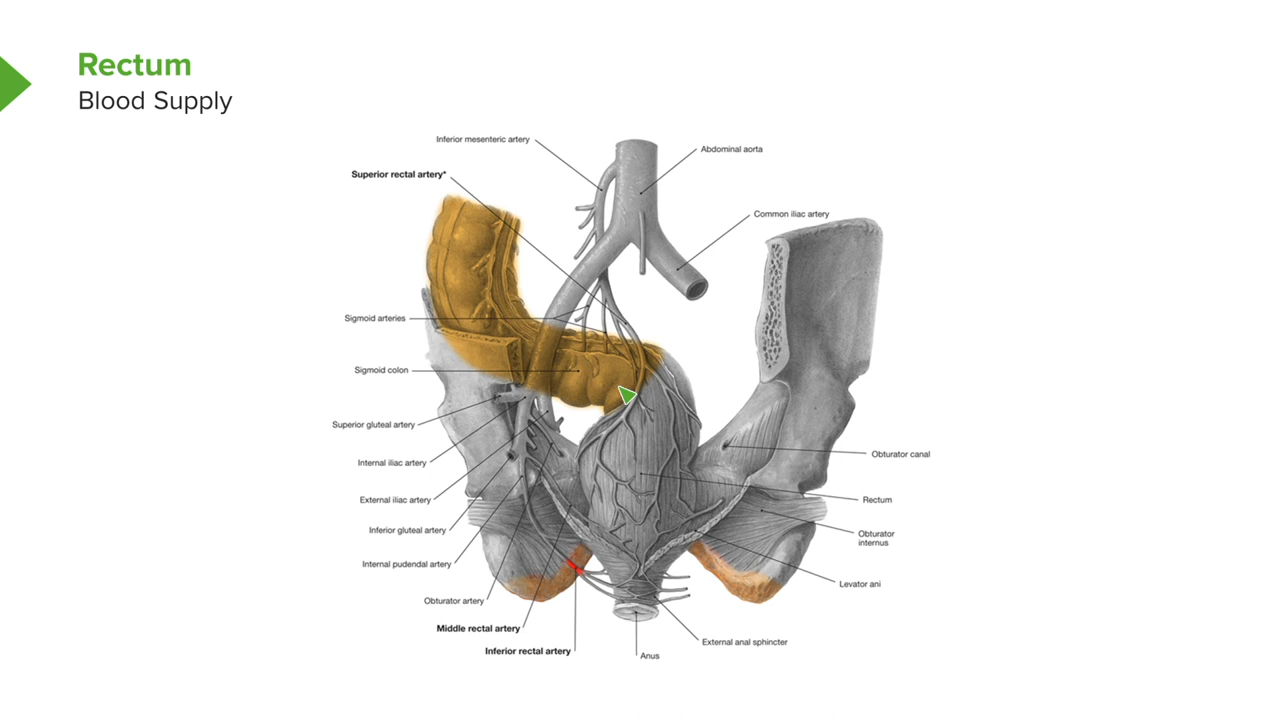 Rectum
Blood Supply
Inferior mesenteric artery
Abdominal aorta
Superior rectal artery*
Common iliac artery
Sigmoid arteries
Sigmoid colon
Superior gluteal artery
Obturator canal
Internal iliac artery
External iliac artery
Rectum
Inferior gluteal artery
Obturator
internus
Internal pudendal artery
Levator ani
Obturator artery
Middle rectal artery
External anal sphincter
Inferior rectal artery
Anus